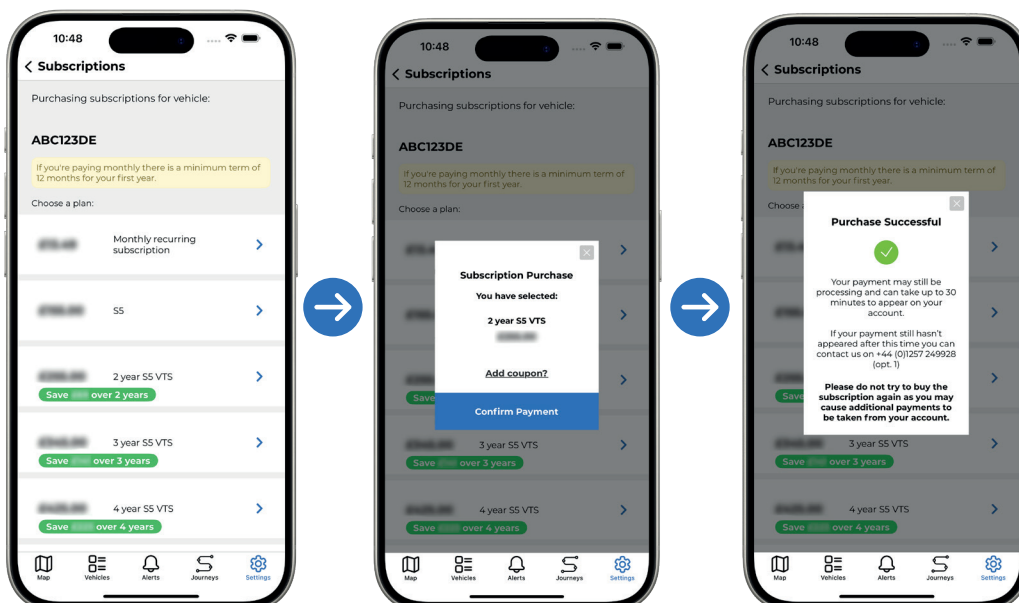 10:48
Subscriptions
Purchasing subscriptions for vehicle:
ABC123DE
If you're paying monthly there is a minimum term of
12 months for your first year.
Choose a plan:
Monthly recurring
subscription
S5
2 year S5 VTS
Save over 2 years
3 year S5 VTS
Save over 3 years
4 year S5 VTS
Save over 4 years
Map Vehicles Alerts Journeys Settings
10:48
Subscriptions
Purchasing subscriptions for vehicle:
ABC123DE
If you're paying monthly there is a minimum term of
12 months for your first year.
Choose a plan:
Subscription Purchase
You have selected:
2 year S5 VTS
Add coupon?
Confirm Payment
Save
3 year S5 VTS
Save over 3 years
4 year S5 VTS
Save over 4 years
Map Vehicles Alerts Journeys Settings
10:48
Subscriptions
Purchasing subscriptions for vehicle:
ABC123DE
If you're paying monthly there is a minimum term of
12 months for your first year.
Choose
Purchase Successful
Your payment may still be
processing and can take up to 30
minutes to appear on your
account.
If your payment still hasn't
appeared after this time you can
contact us on +44 (0)1257 249928
(opt. 1)
Please do not try to buy the
subscription again as you may
cause additional payments to
be taken from your account.
Save
3 year S5 VTS
Save over 3 years
4 year S5 VTS
Save over 4 years
Map Vehicles Alerts Journeys Settings